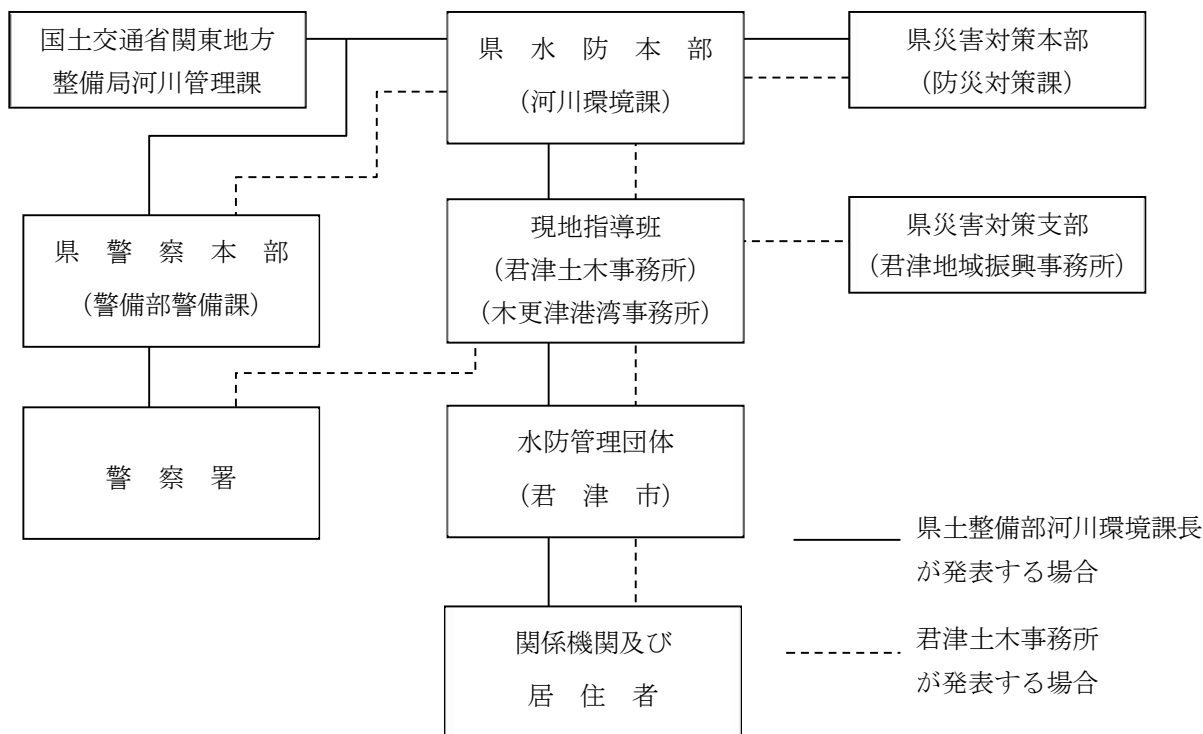 国土交通省関東地方
整備局河川管理課
県 水 防 本 部
(河川環境課)
県災害対策本部
(防災対策課)
県 警 察 本 部
(警備部警備課)
現地指導班
(君津土木事務所)
(木更津港湾事務所)
県災害対策支部
(君津地域振興事務所)
警 察 署
水防管理団体
(君 津 市)
県土整備部河川環境課長
が発表する場合
関係機関及び
居 住 者
君津土木事務所
が発表する場合